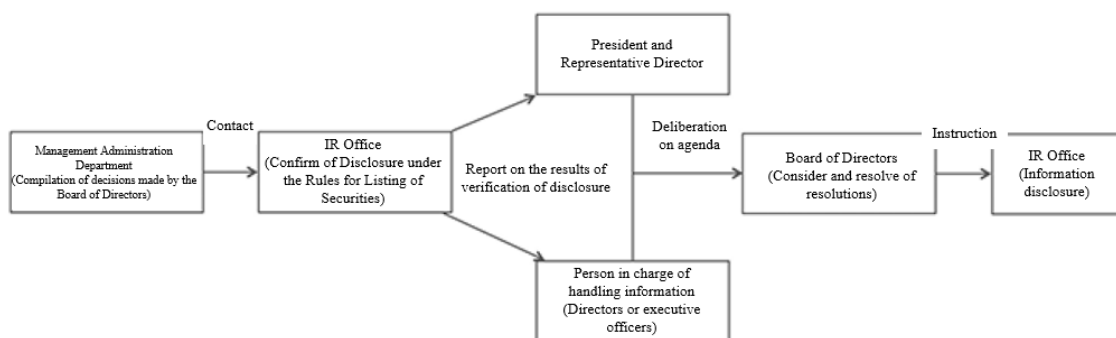 Management Administration
Department
(Compilation of decisions made by the
Board of Directors)
Contact
IR Office
(Confirm of Disclosure under
the Rules for Listing of
Securities)
President and
Representative Director
Report on the results of
verification of disclosure
Person in charge of
handling information
(Directors or executive
officers)
Deliberation
on agenda
Board of Directors
(Consider and resolve of
resolutions)
Instruction
IR Office
(Information
disclosure)